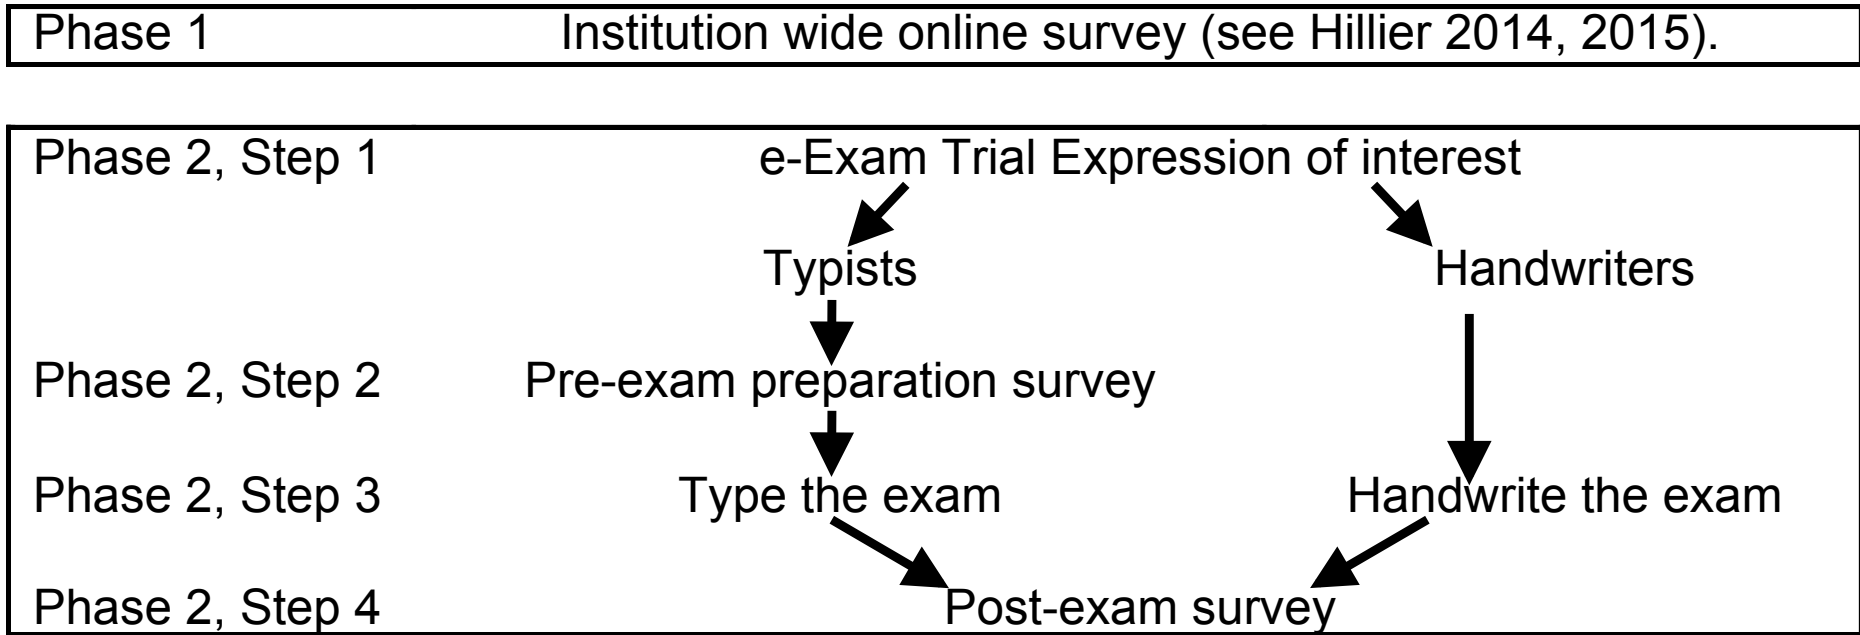 Phase 1 Institution wide online survey (see Hillier 2014, 2015).
Phase 2, Step 1 e-Exam Trial Expression of interest
Typists Handwriters
Phase 2, Step 2 Pre-exam preparation survey
Phase 2, Step 3 Type the exam Handwrite the exam
Phase 2, Step 4 Post-exam survey